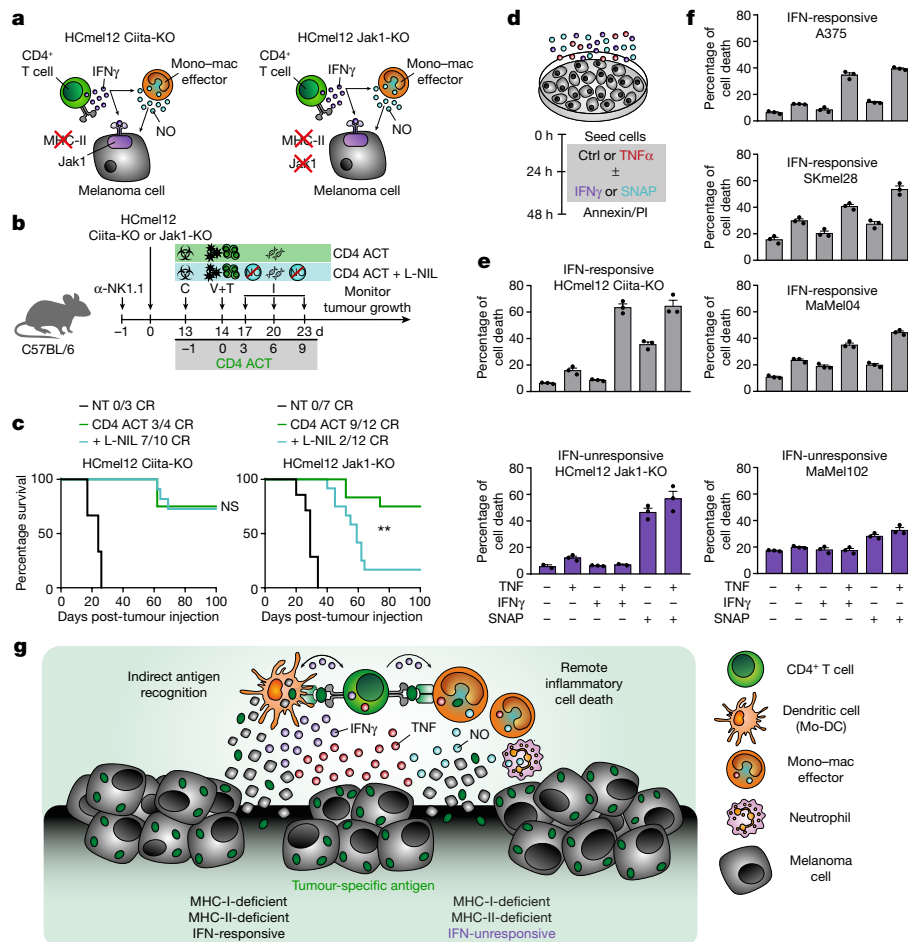 a
HCmel12 Ciita-KO
CD4+
T cell
IFNγ
Mono–mac
effector
NO
MHC-II
Jak1
Melanoma cell
HCmel12 Jak1-KO
CD4+
T cell
IFNγ
Mono–mac
effector
NO
MHC-II
Jak1
Melanoma cell
b
HCmel12
Ciita-KO or Jak1-KO
CD4 ACT
NO NO
CD4 ACT + L-NIL
α-NK1.1
C V+T I
Monitor
tumour growth
C57BL/6
−1 0 13 14 17 20 23 d
−1 0 3 6 9
CD4 ACT
c
NT 0/3 CR
CD4 ACT 3/4 CR
+ L-NIL 7/10 CR
HCmel12 Ciita-KO
Percentage survival
100
50
0
NS
0 20 40 60 80 100
Days post-tumour injection
NT 0/7 CR
CD4 ACT 9/12 CR
+ L-NIL 2/12 CR
HCmel12 Jak1-KO
100
50
0
**
0 20 40 60 80 100
Days post-tumour injection
d
0 h
Seed cells
Ctrl or TNFα
24 h
±
IFNγ or SNAP
48 h
Annexin/PI
e
IFN-responsive
HCmel12 Ciita-KO
Percentage of
cell death
80
60
40
20
0
IFN-unresponsive
HCmel12 Jak1-KO
Percentage of
cell death
80
60
40
20
0
TNF − + − + − +
IFNγ − − + + − −
SNAP − − − − + +
f
IFN-responsive
A375
Percentage of
cell death
80
60
40
20
0
IFN-responsive
SKmel28
Percentage of
cell death
80
60
40
20
0
IFN-responsive
MaMel04
Percentage of
cell death
80
60
40
20
0
IFN-unresponsive
MaMel102
Percentage of
cell death
80
60
40
20
0
− + − + − +
− − + + − −
− − − − + +
g
Indirect antigen
recognition
Remote
inflammatory
cell death
IFNγ
TNF
NO
Tumour-specific antigen
MHC-I-deficient
MHC-II-deficient
IFN-responsive
MHC-I-deficient
MHC-II-deficient
IFN-unresponsive
CD4+ T cell
Dendritic cell
(Mo-DC)
Mono–mac
effector
Neutrophil
Melanoma
cell